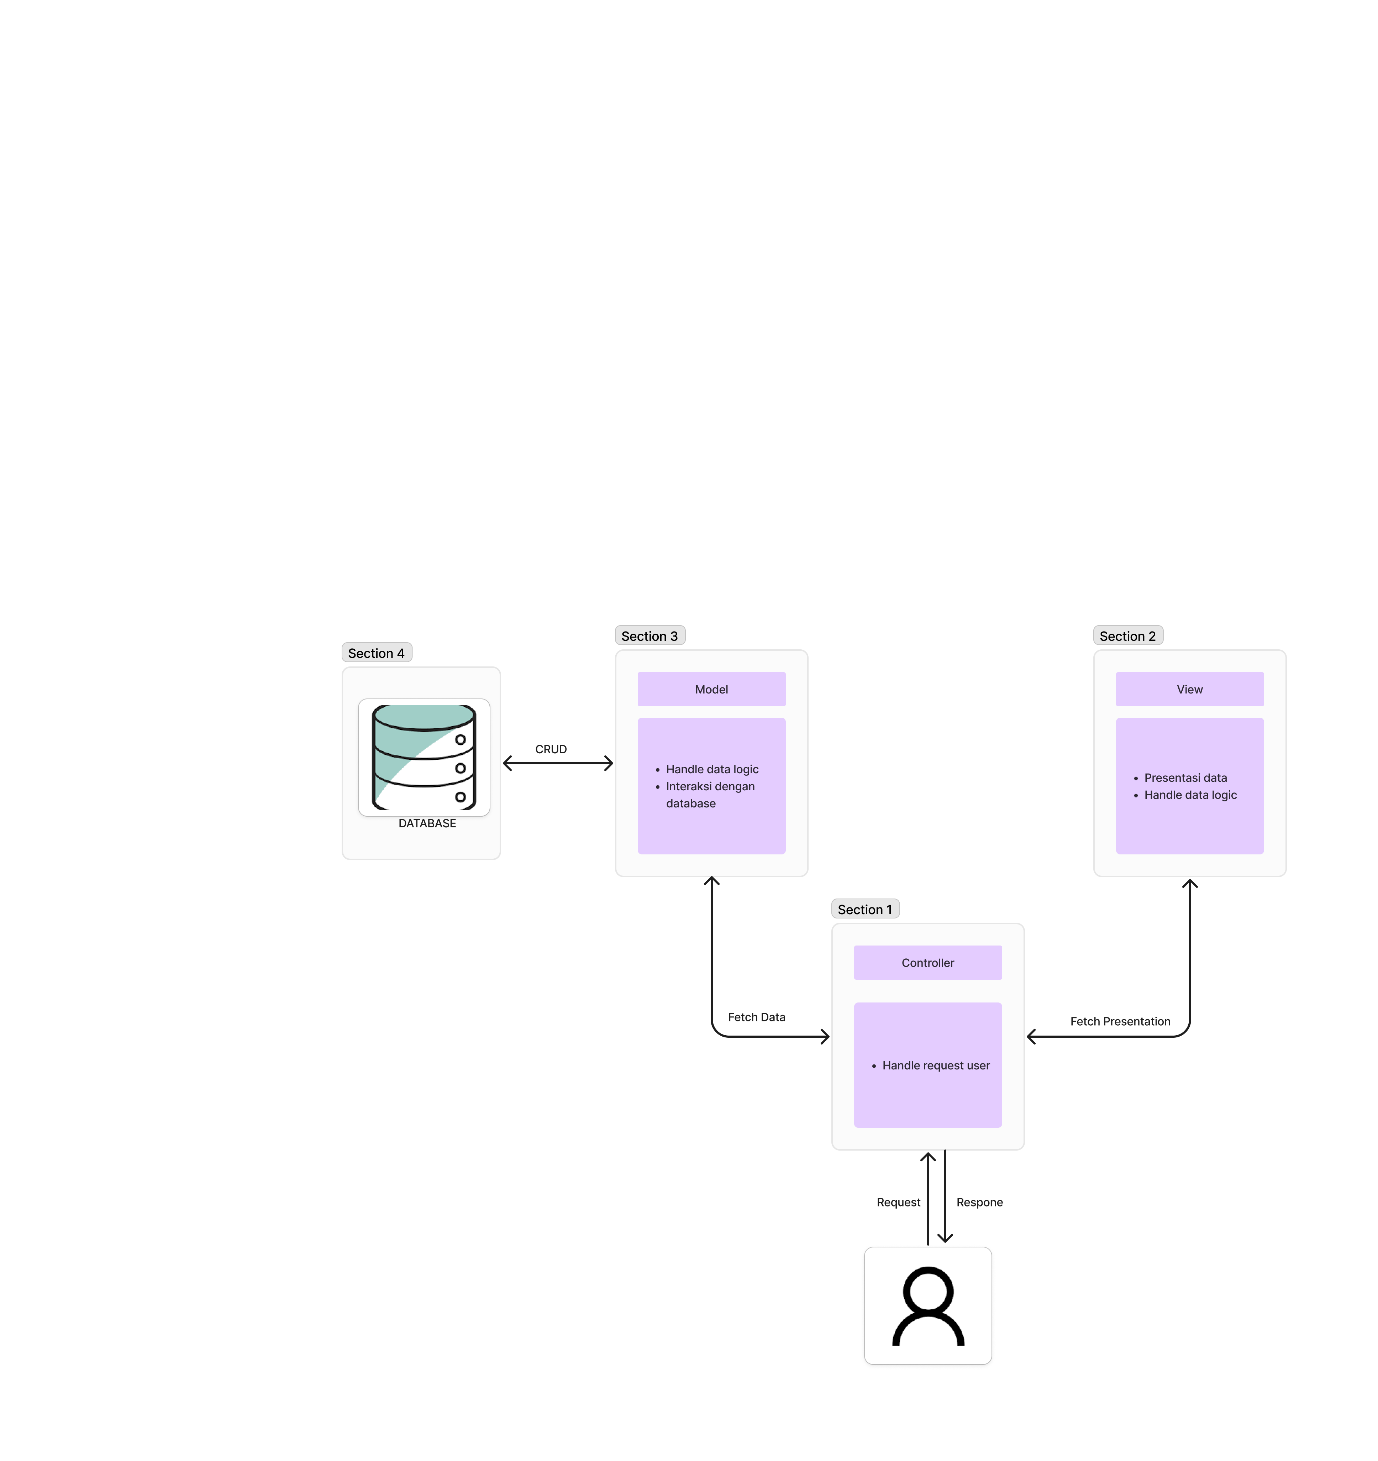 Section 4
DATABASE
CRUD
Section 3
Model
• Handle data logic
• Interaksi dengan
database
Section 2
View
• Presentasi data
• Handle data logic
Fetch Data
Section 1
Controller
• Handle request user
Fetch Presentation
Request
Respone